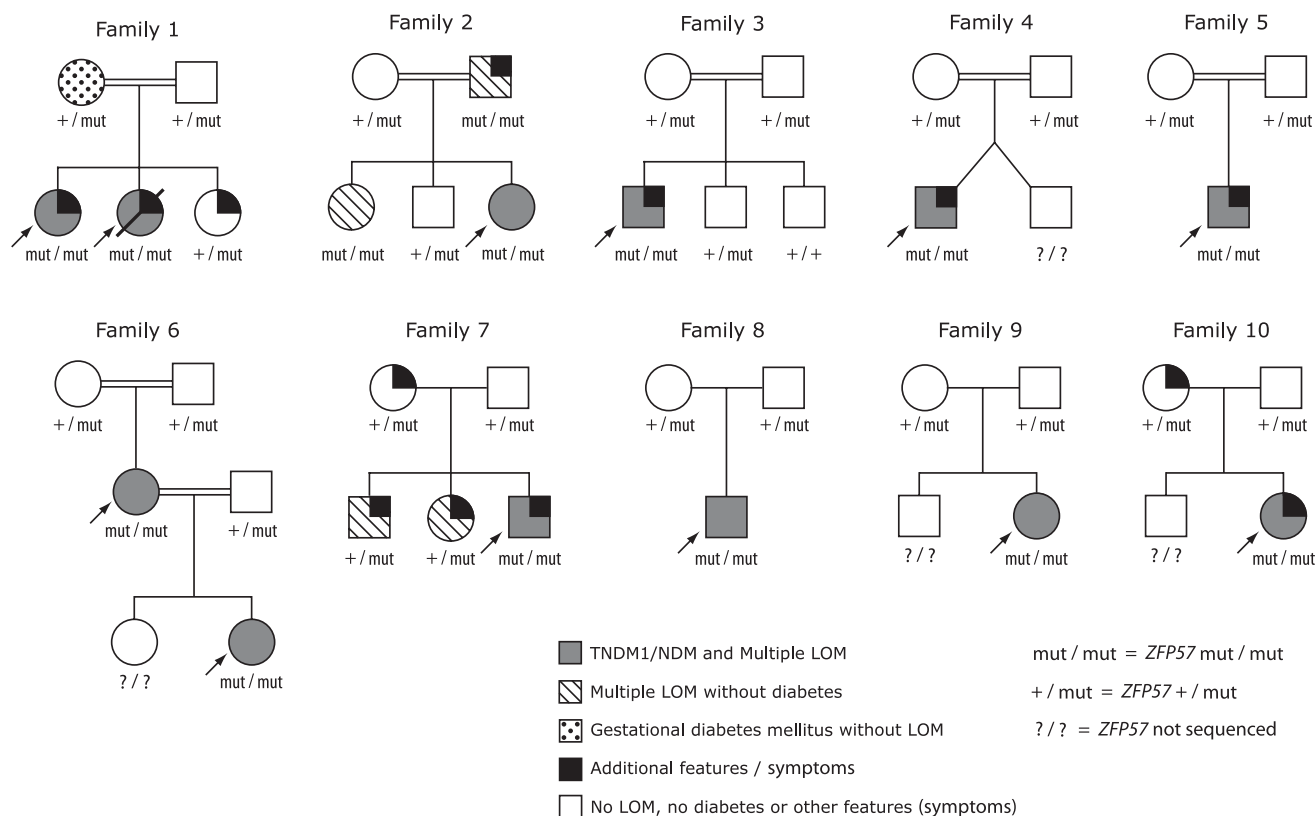 Family 1
Family 2
Family 3
Family 4
Family 5
+ / mut
+ / mut
+ / mut
mut / mut
+ / mut
+ / mut
+ / mut
+ / mut
+ / mut
+ / mut
mut / mut
mut / mut
+ / mut
mut / mut
+ / mut
mut / mut
mut / mut
+ / mut
+ / +
mut / mut
? / ?
mut / mut
Family 6
Family 7
Family 8
Family 9
Family 10
+ / mut
+ / mut
+ / mut
+ / mut
+ / mut
+ / mut
+ / mut
+ / mut
+ / mut
+ / mut
mut / mut
+ / mut
+ / mut
+ / mut
mut / mut
mut / mut
? / ?
mut / mut
? / ?
mut / mut
? / ?
mut / mut
TNDM1/NDM and Multiple LOM
Multiple LOM without diabetes
Gestational diabetes mellitus without LOM
Additional features / symptoms
No LOM, no diabetes or other features (symptoms)
mut / mut = ZFP57 mut / mut
+ / mut = ZFP57 + / mut
? / ? = ZFP57 not sequenced